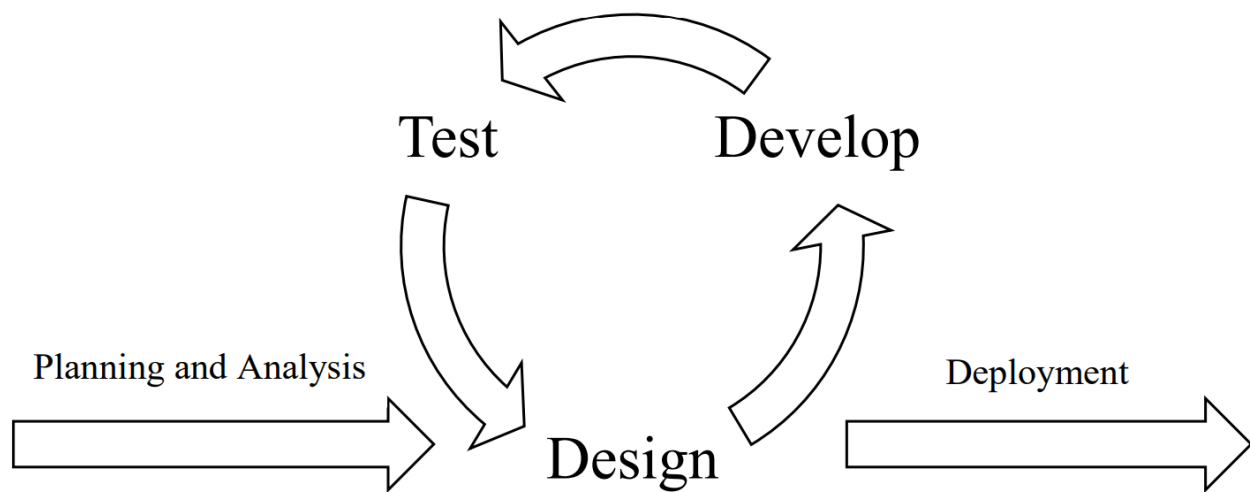 Test
Develop
Planning and Analysis
Deployment
Design